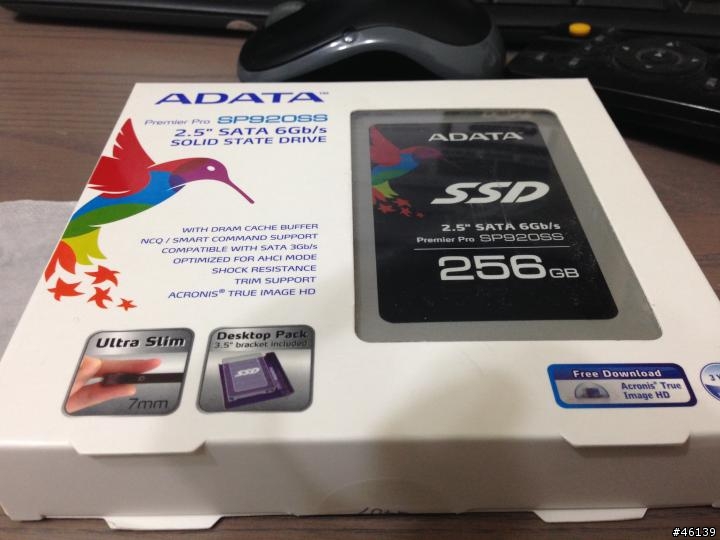 ADATA™
Premier Pro SP920SS
2.5" SATA 6Gb/s
SOLID STATE DRIVE
WITH DRAM CACHE BUFFER
NCQ / SMART COMMAND SUPPORT
COMPATIBLE WITH SATA 3Gb/s
OPTIMIZED FOR AHCI MODE
SHOCK RESISTANCE
TRIM SUPPORT
ACRONIS® TRUE IMAGE HD
ADATA™
SSD
2.5" SATA 6Gb/s
Premier Pro SP920SS
256GB
Ultra Slim
7mm
Desktop Pack
3.5" bracket included
SSD
Free Download
Acronis® True
Image HD
#46139